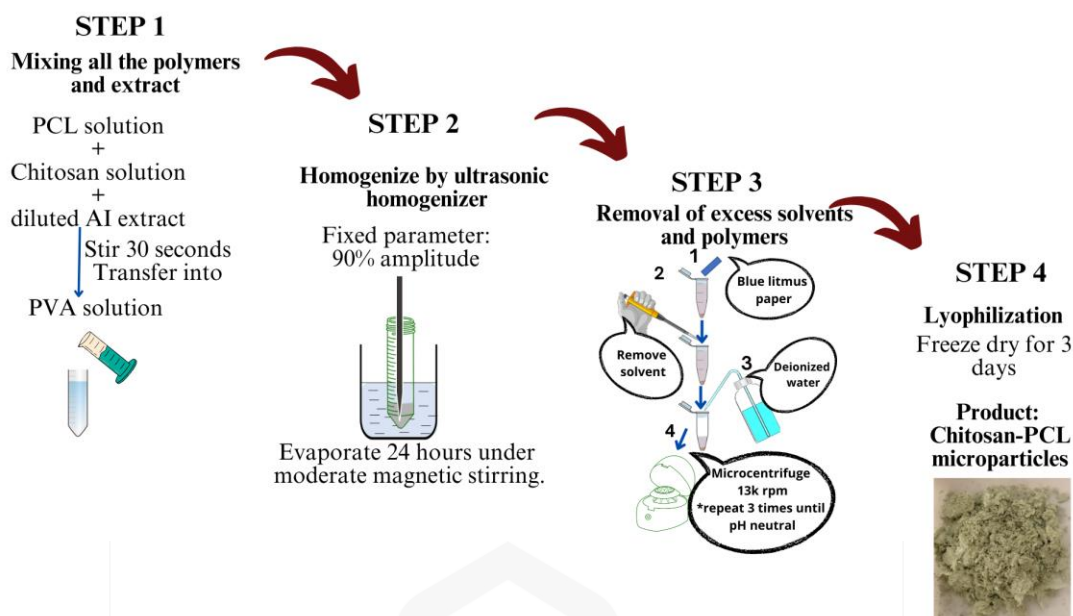 STEP 1
Mixing all the polymers
and extract
PCL solution
+
Chitosan solution
+
diluted AI extract
Stir 30 seconds
Transfer into
PVA solution
STEP 2
Homogenize by ultrasonic
homogenizer
Fixed parameter:
90% amplitude
Evaporate 24 hours under
moderate magnetic stirring.
STEP 3
Removal of excess solvents
and polymers
1
Blue litmus
paper
2
Remove
solvent
3
Deionized
water
4
Microcentrifuge
13k rpm
*repeat 3 times until
pH neutral
STEP 4
Lyophilization
Freeze dry for 3
days
Product:
Chitosan-PCL
microparticles